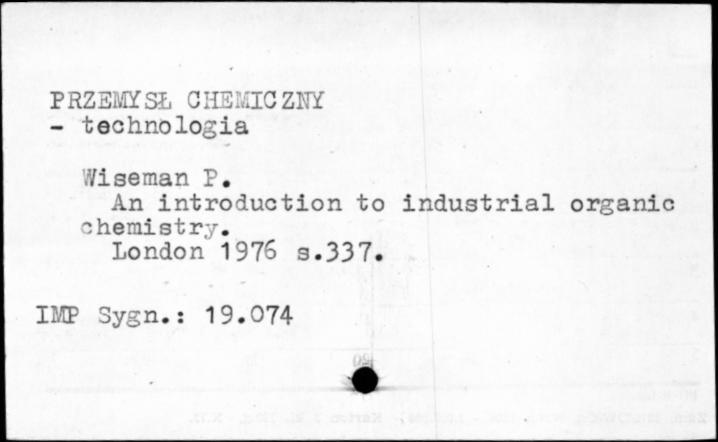 PRZEMYSŁ CHEMICZNY
- technologia
Wiseman P.
An introduction to industrial organic
chemistry.
London 1976 s.337.
IMP Sygn.: 19.074